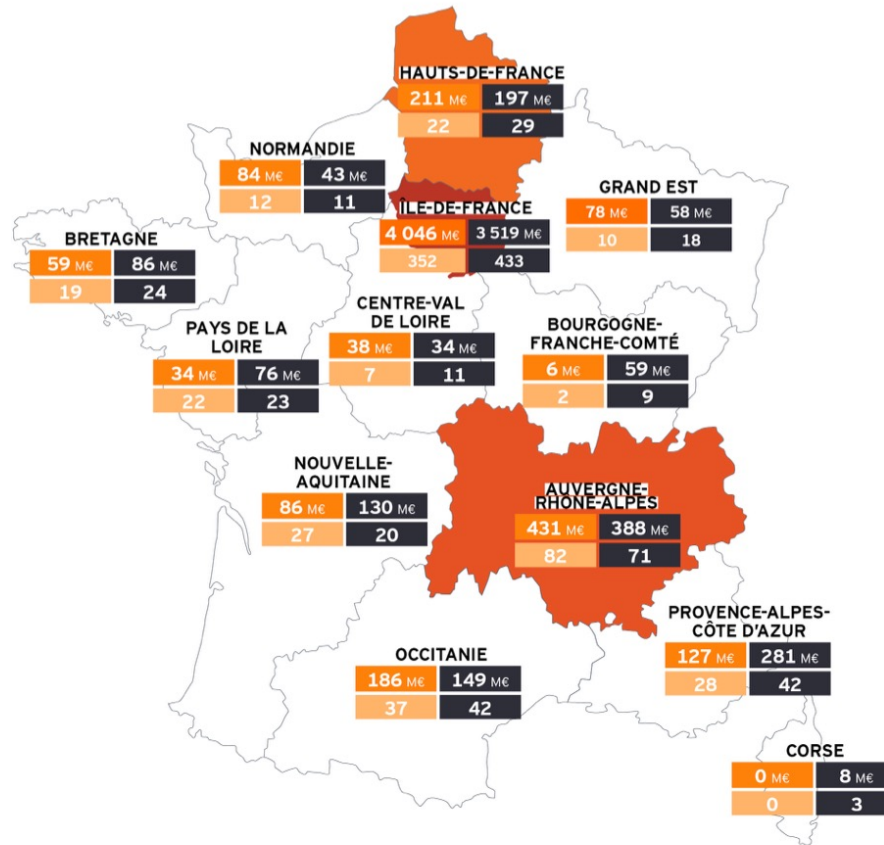 HAUTS-DE-FRANCE
211 M€ 197 M€
22 29
NORMANDIE
84 M€ 43 M€
12 11
GRAND EST
78 M€ 58 M€
10 18
ÎLE-DE-FRANCE
4 046 M€ 3 519 M€
352 433
BRETAGNE
59 M€ 86 M€
19 24
CENTRE-VAL
DE LOIRE
38 M€ 34 M€
7 11
PAYS DE LA
LOIRE
34 M€ 76 M€
22 23
BOURGOGNE-
FRANCHE-COMTÉ
6 M€ 59 M€
2 9
NOUVELLE-
AQUITAINE
86 M€ 130 M€
27 20
AUVERGNE-
RHÔNE-ALPES
431 M€ 388 M€
82 71
PROVENCE-ALPES-
CÔTE D'AZUR
127 M€ 281 M€
28 42
OCCITANIE
186 M€ 149 M€
37 42
CORSE
0 M€ 8 M€
0 3